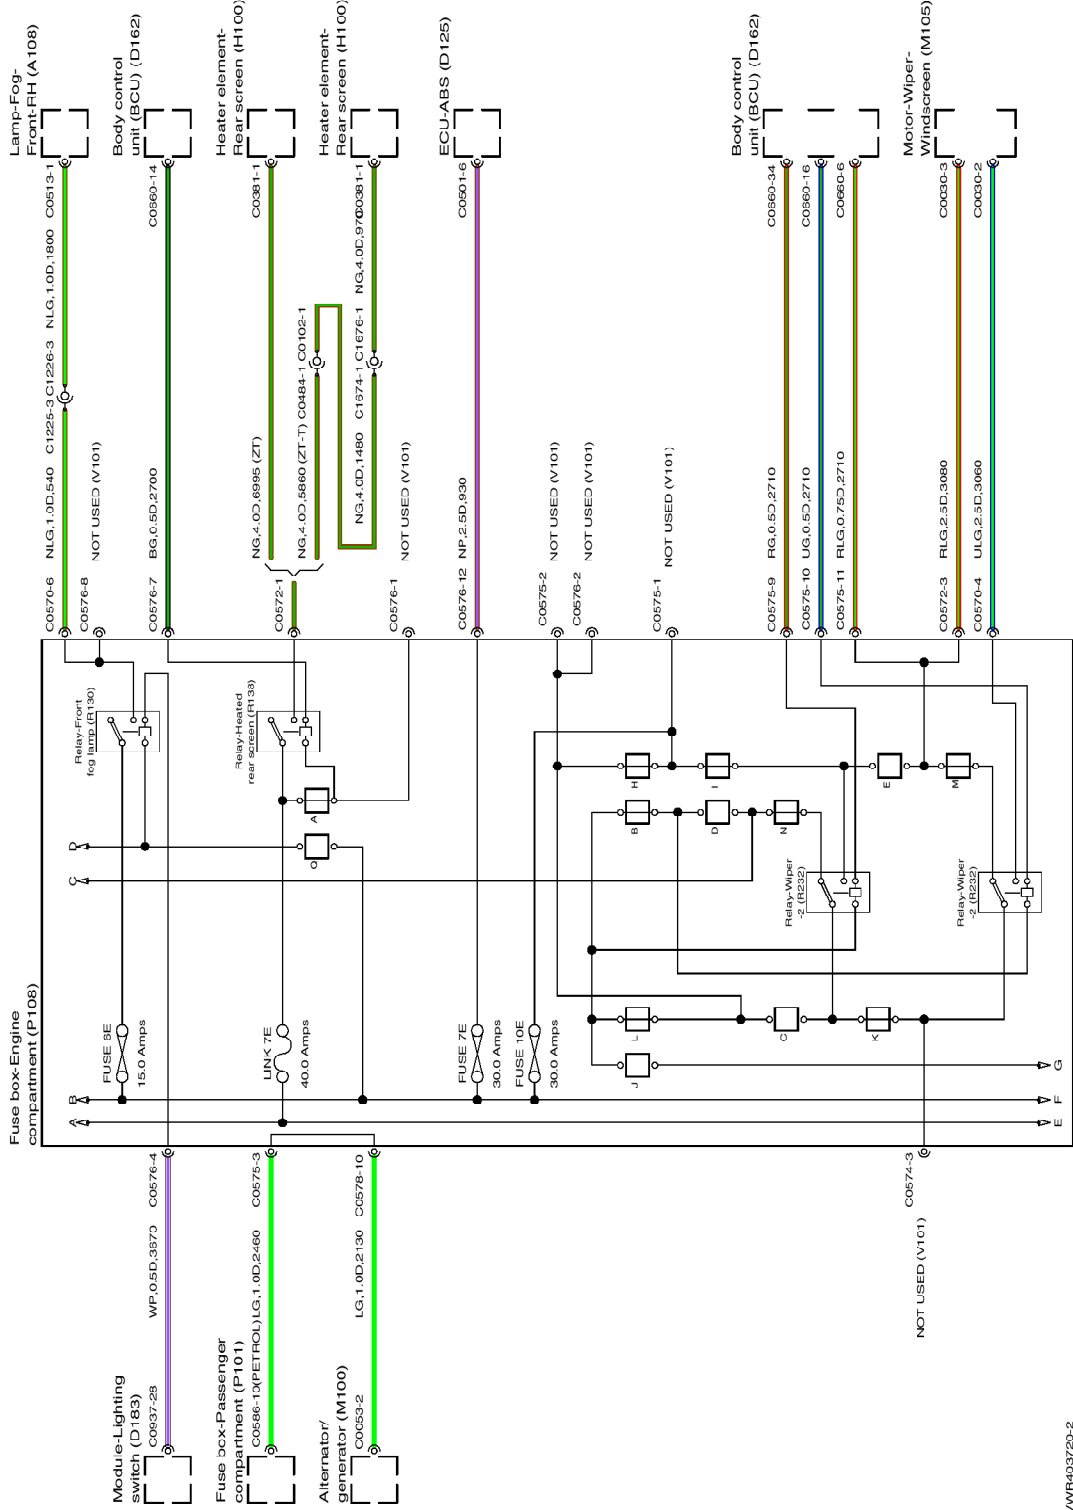 Lamp-Fog-
Front-RH (A108)
C0513-1
NLG,1.0D,1800
C1226-3
C1225-3
NLG,1.0D,540
C0570-6
NOT USED (V101)
C0576-8
Body control
unit (BCU) (D162)
C0660-14
BG,0.5D,2700
C0576-7
Heater element-
Rear screen (H100)
C0381-1
NG,4.0D,6995 (ZT)
Heater element-
Rear screen (H100)
C0381-1
NG,4.0D,970
C1676-1
C1674-1
NG,4.0D,1480
C0102-1
C0484-1
NG,4.0D,5860 (ZT-T)
C0572-1
NOT USED (V101)
C0576-1
ECU-ABS (D125)
C0501-6
NP,2.5D,930
C0576-12
NOT USED (V101)
C0575-2
NOT USED (V101)
C0576-2
NOT USED (V101)
C0575-1
Body control
unit (BCU) (D162)
C0660-34
RG,0.5D,2710
C0575-9
C0660-16
UG,0.5D,2710
C0575-10
C0660-6
RLG,0.75D,2710
C0575-11
Motor-Wiper-
Windscreen (M105)
C0030-3
RLG,2.5D,3080
C0572-3
C0030-2
ULG,2.5D,3060
C0570-4
Fuse box-Engine
compartment (P108)
Relay-Front
fog lamp (R130)
Relay-Heated
rear screen (R133)
A
Q
D
C
H
I
E
M
B
D
N
Relay-Wiper
-2 (R232)
Relay-Wiper
-2 (R232)
L
C
K
J
G
15.0 Amps
LINK 7E
40.0 Amps
FUSE 7E
30.0 Amps
FUSE 10E
30.0 Amps
B
F
A
E
C0576-4
WP,0.5D,3670
C0937-28
Module-Lighting
switch (D183)
C0575-3
LG,1.0D,2460
C0586-10(PETROL)
Fuse box-Passenger
compartment (P101)
C0578-10
LG,1.0D,2130
C0053-2
Alternator/
generator (M100)
C0574-3
NOT USED (V101)